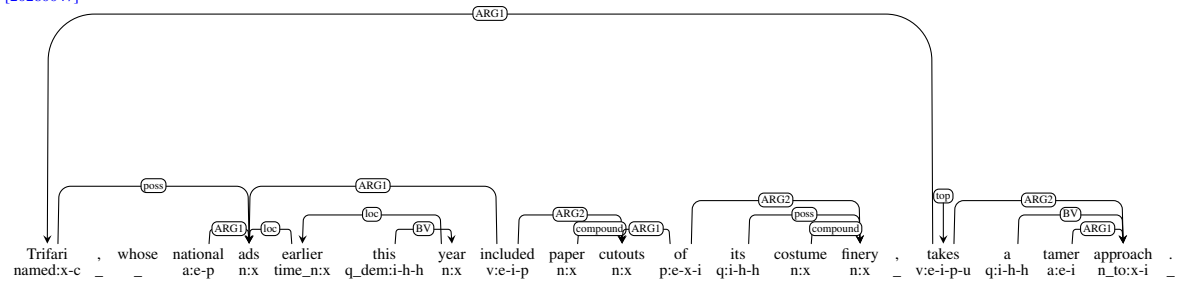 ARG1
poss ARG1 ARG2 top ARG2
loc poss BV
ARG1 loc BV compound ARG1 compound ARG1
Trifari , whose national ads earlier this year included paper cutouts of its costume finery , takes a tamer approach .
named:x-c _ _ a:e-p n:x time_n:x q_dem:i-h-h n:x v:e-i-p n:x n:x p:e-x-i q:i-h-h n:x n:x _ v:e-i-p-u q:i-h-h a:e-i n_to:x-i _